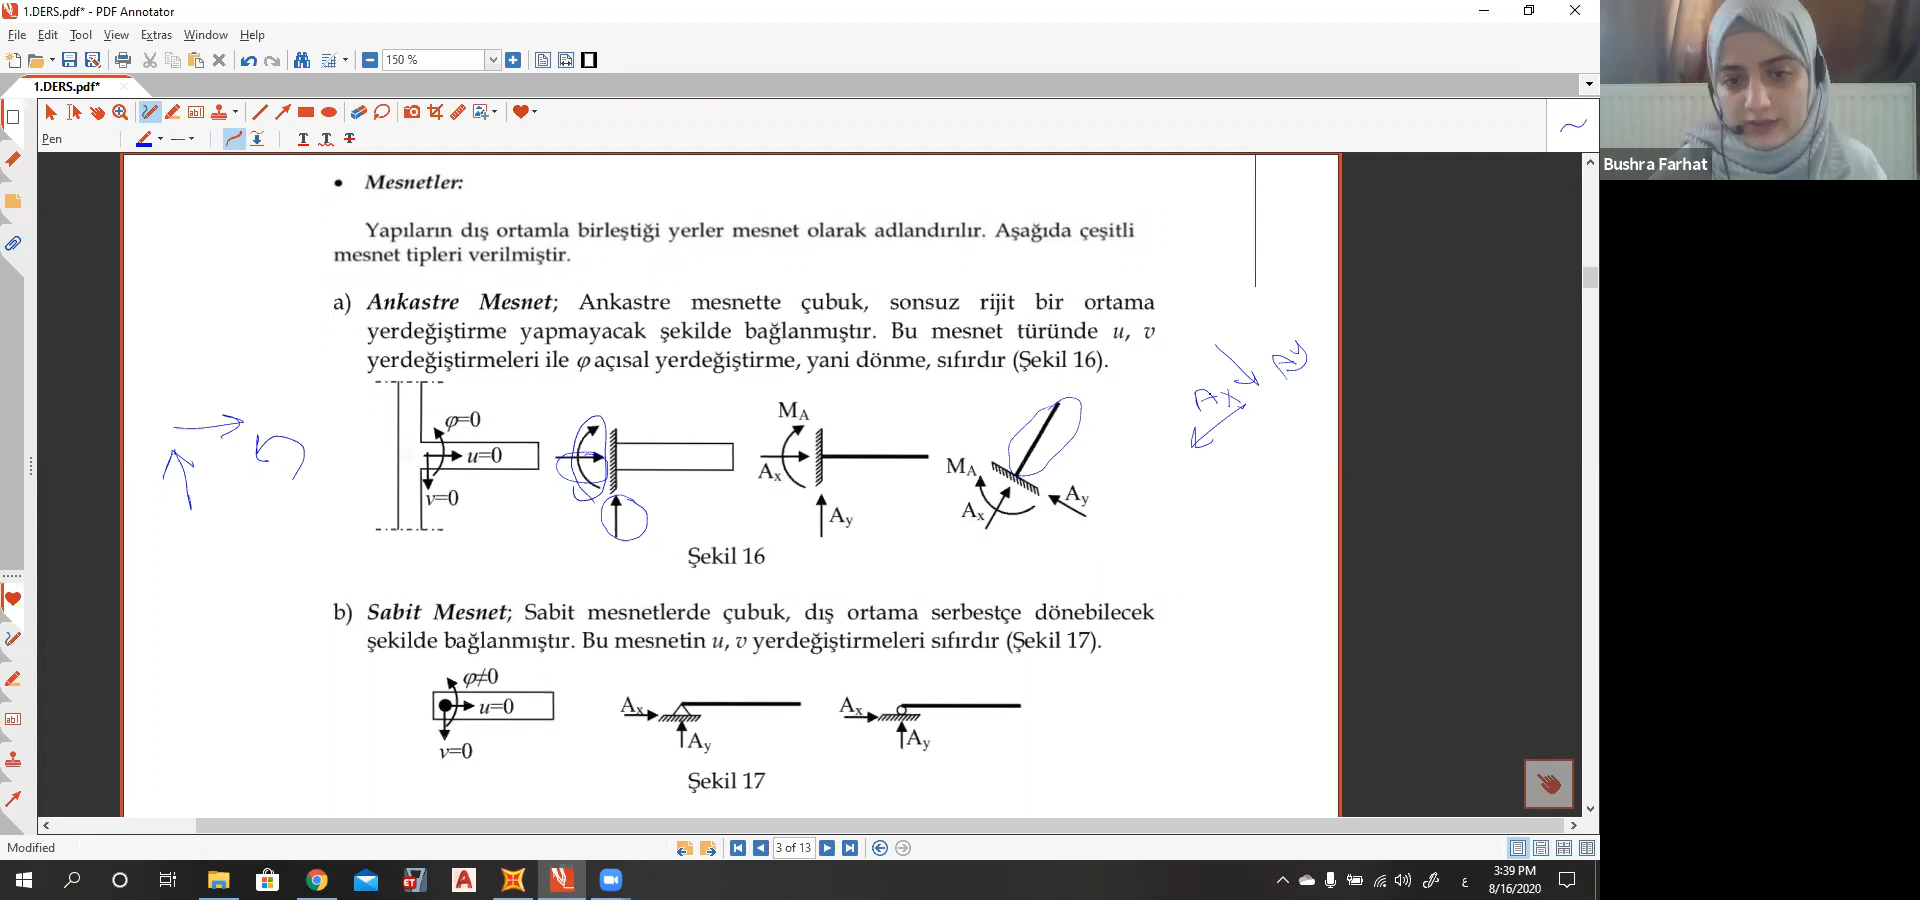 1.DERS.pdf* - PDF Annotator
File Edit Tool View Extras Window Help
150 %
1.DERS.pdf*
Pen
Bushra Farhat
• Mesnetler:
Yapıların dış ortamla birleştiği yerler mesnet olarak adlandırılır. Aşağıda çeşitli
mesnet tipleri verilmiştir.
a) Ankastre Mesnet; Ankastre mesnette çubuk, sonsuz rijit bir ortama
yerdeğiştirme yapmayacak şekilde bağlanmıştır. Bu mesnet türünde u, v
yerdeğiştirmeleri ile φ açısal yerdeğiştirme, yani dönme, sıfırdır (Şekil 16).
Ax Ay
φ=0
u=0
v=0
MA
Ax
Ay
MA
Ax
Ay
Şekil 16
b) Sabit Mesnet; Sabit mesnetlerde çubuk, dış ortama serbestçe dönebilecek
şekilde bağlanmıştır. Bu mesnetin u, v yerdeğiştirmeleri sıfırdır (Şekil 17).
φ≠0
u=0
v=0
Ax
Ay
Ax
Ay
Şekil 17
Modified
3 of 13
ET
A
ع
3:39 PM
8/16/2020